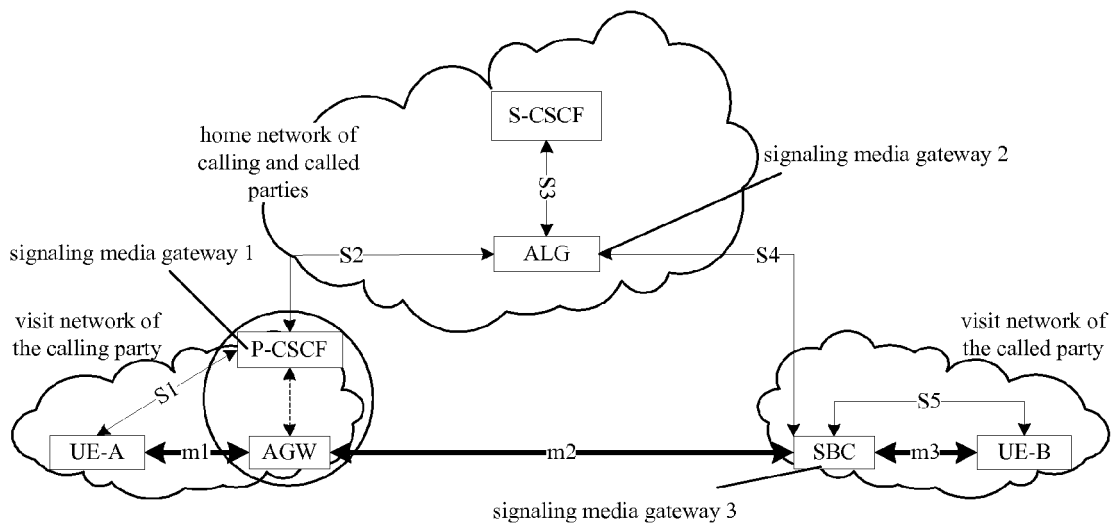 S-CSCF
home network of
calling and called
parties
signaling media gateway 2
S3
signaling media gateway 1
S2
ALG
S4
visit network of
the calling party
P-CSCF
visit network of
the called party
S1
S5
UE-A
m1
AGW
m2
SBC
m3
UE-B
signaling media gateway 3